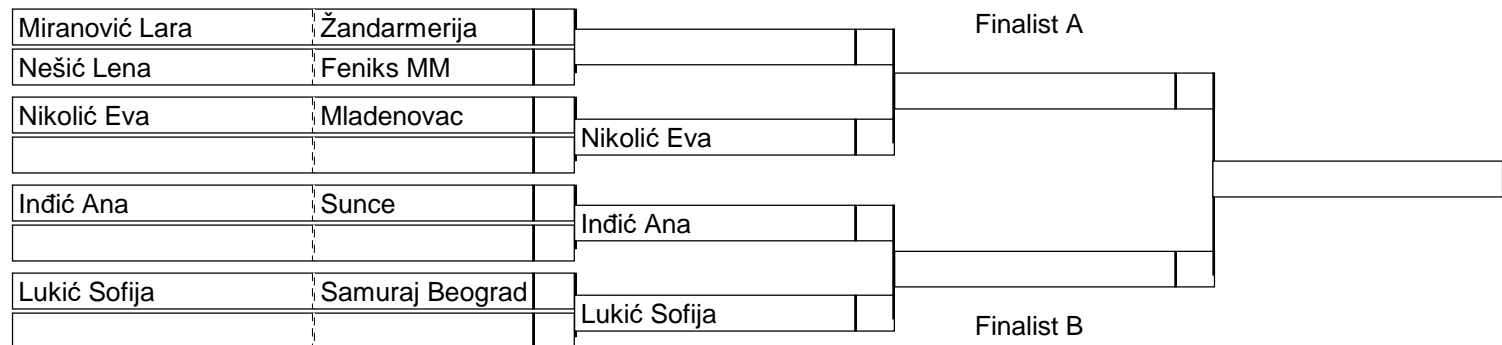 Miranović Lara Žandarmerija
Nešić Lena Feniks MM
Nikolić Eva Mladenovac
Inđić Ana Sunce
Lukić Sofija Samuraj Beograd
Nikolić Eva
Inđić Ana
Lukić Sofija
Finalist A
Finalist B